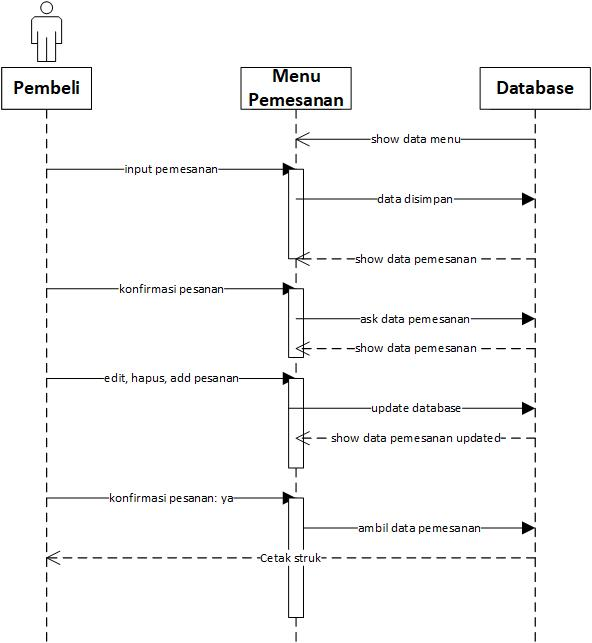 Pembeli
Menu
Pemesanan
Database
show data menu
input pemesanan
data disimpan
show data pemesanan
konfirmasi pesanan
ask data pemesanan
show data pemesanan
edit, hapus, add pesanan
update database
show data pemesanan updated
konfirmasi pesanan: ya
ambil data pemesanan
Cetak struk